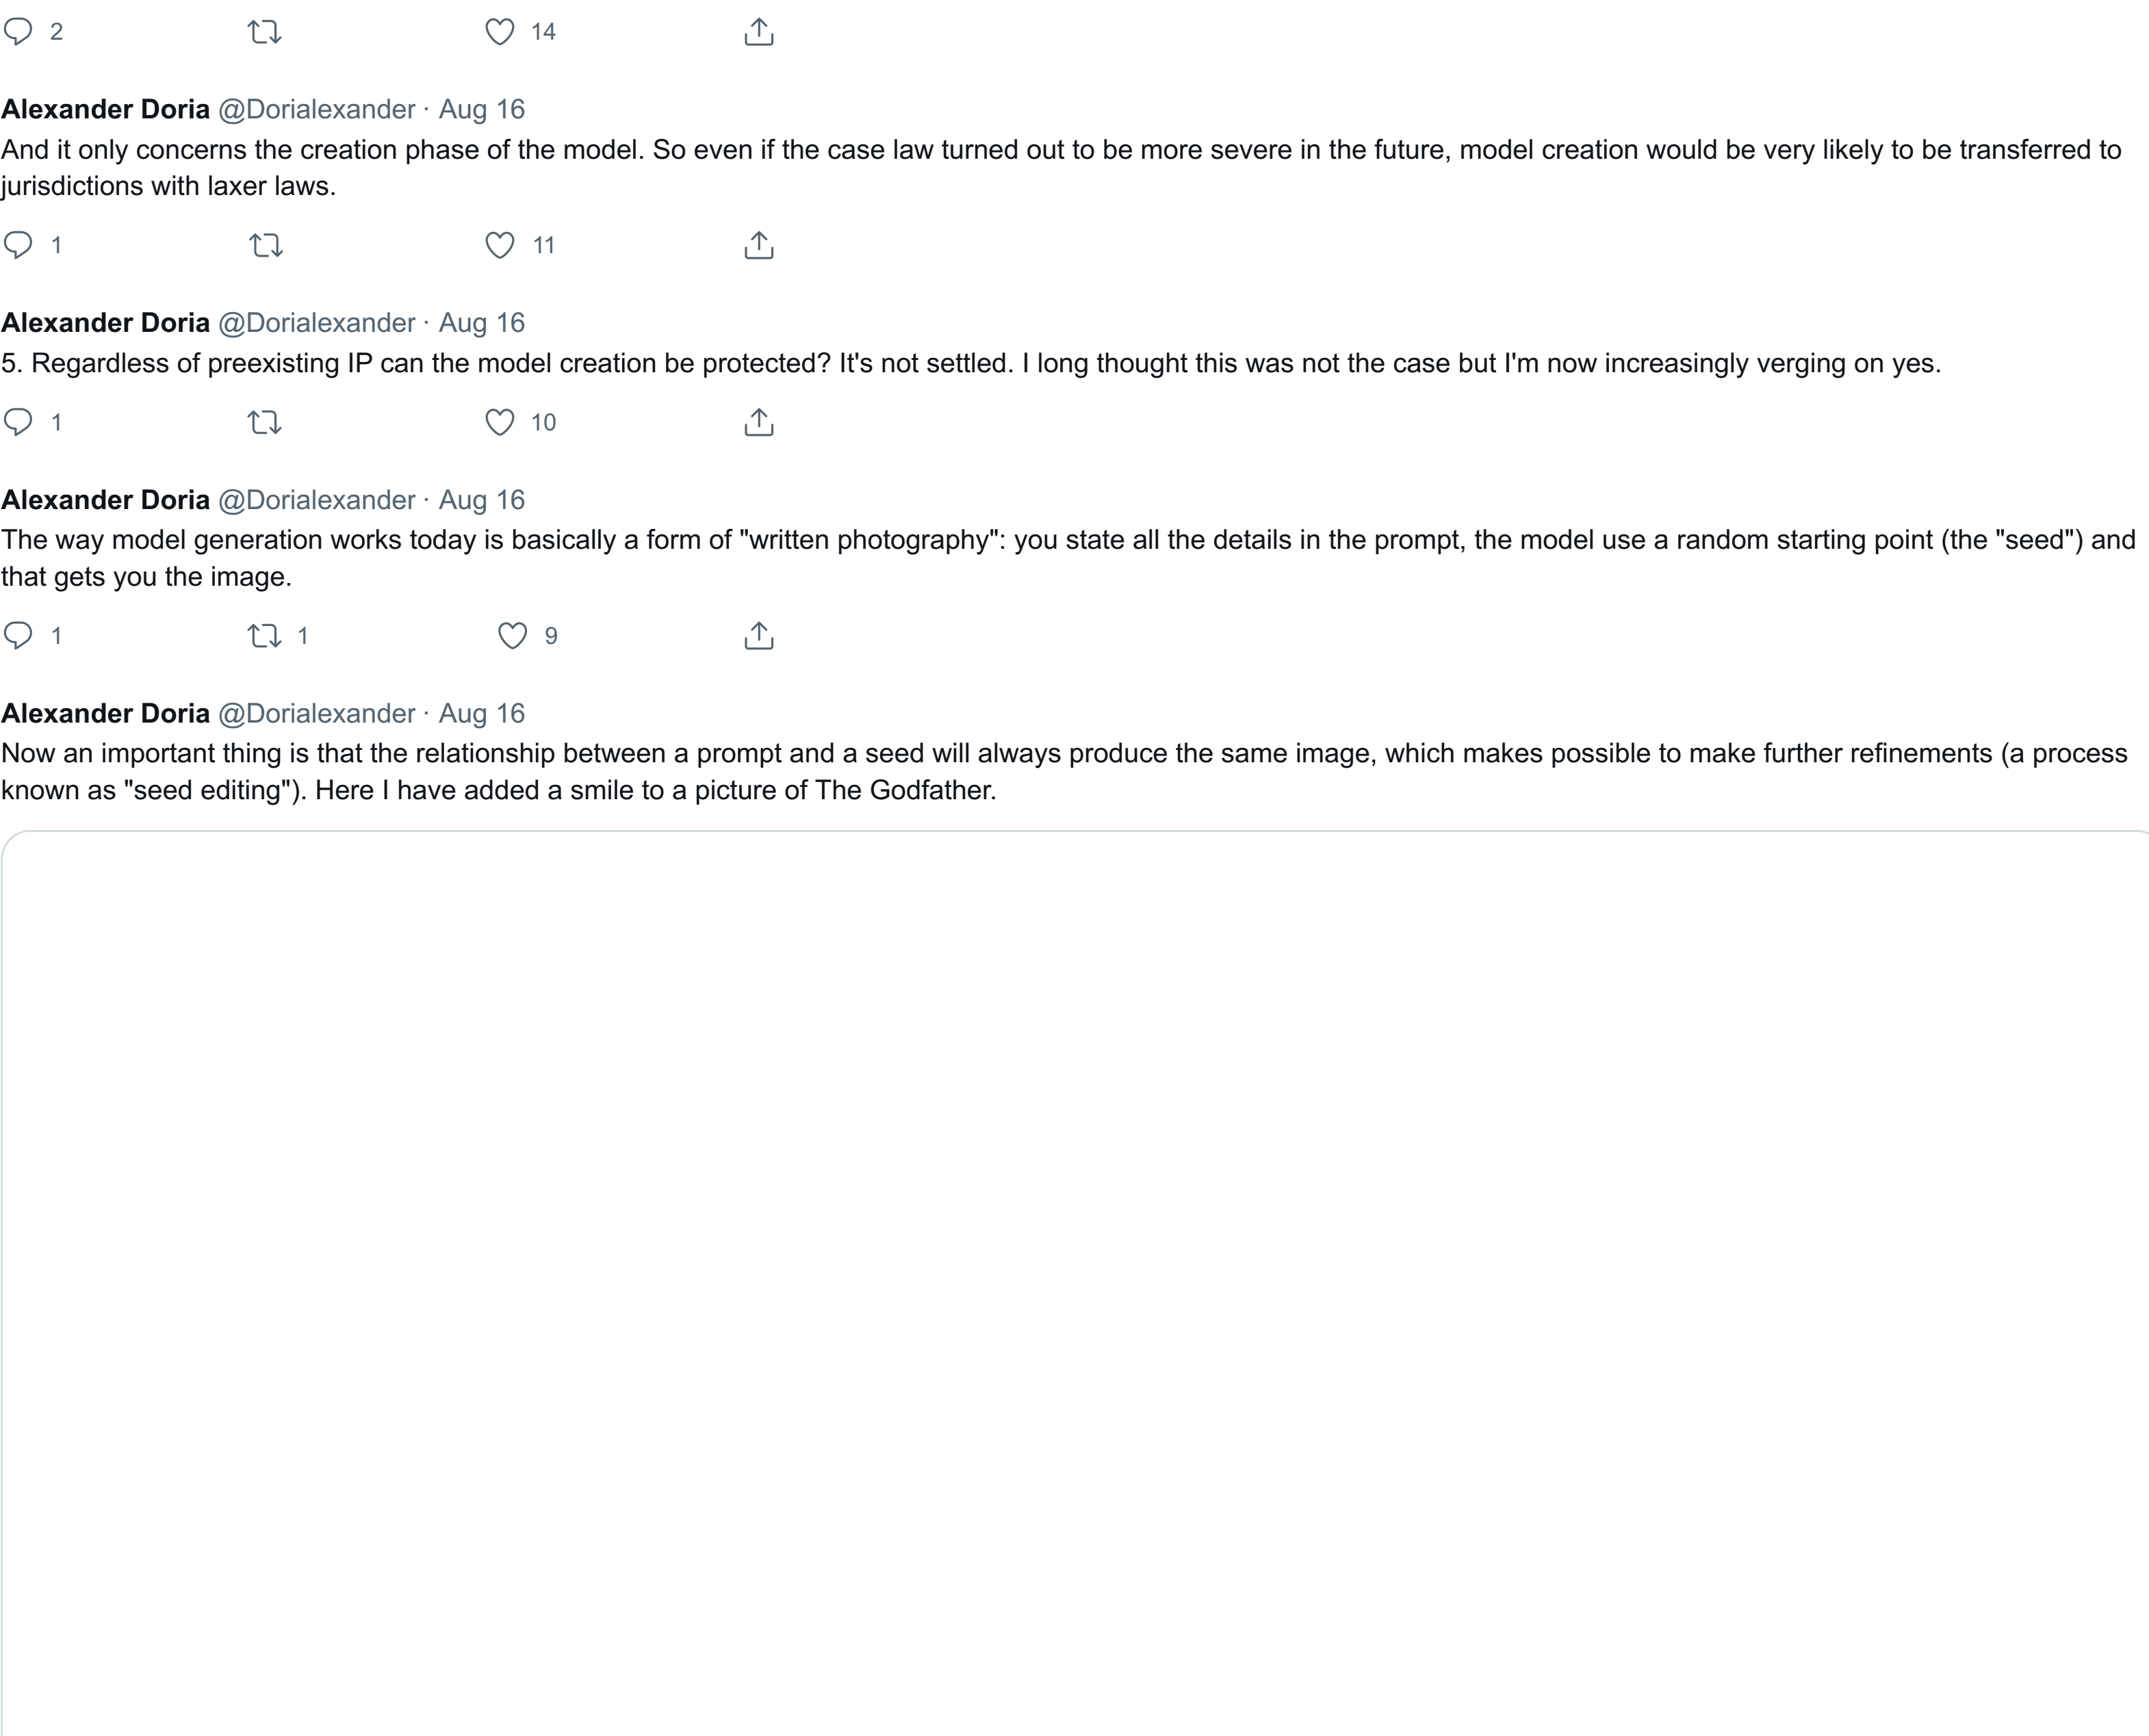 2 14
Alexander Doria @Dorialexander · Aug 16
And it only concerns the creation phase of the model. So even if the case law turned out to be more severe in the future, model creation would be very likely to be transferred to
jurisdictions with laxer laws.
1 11
Alexander Doria @Dorialexander · Aug 16
5. Regardless of preexisting IP can the model creation be protected? It's not settled. I long thought this was not the case but I'm now increasingly verging on yes.
1 10
Alexander Doria @Dorialexander · Aug 16
The way model generation works today is basically a form of "written photography": you state all the details in the prompt, the model use a random starting point (the "seed") and
that gets you the image.
1 1 9
Alexander Doria @Dorialexander · Aug 16
Now an important thing is that the relationship between a prompt and a seed will always produce the same image, which makes possible to make further refinements (a process
known as "seed editing"). Here I have added a smile to a picture of The Godfather.